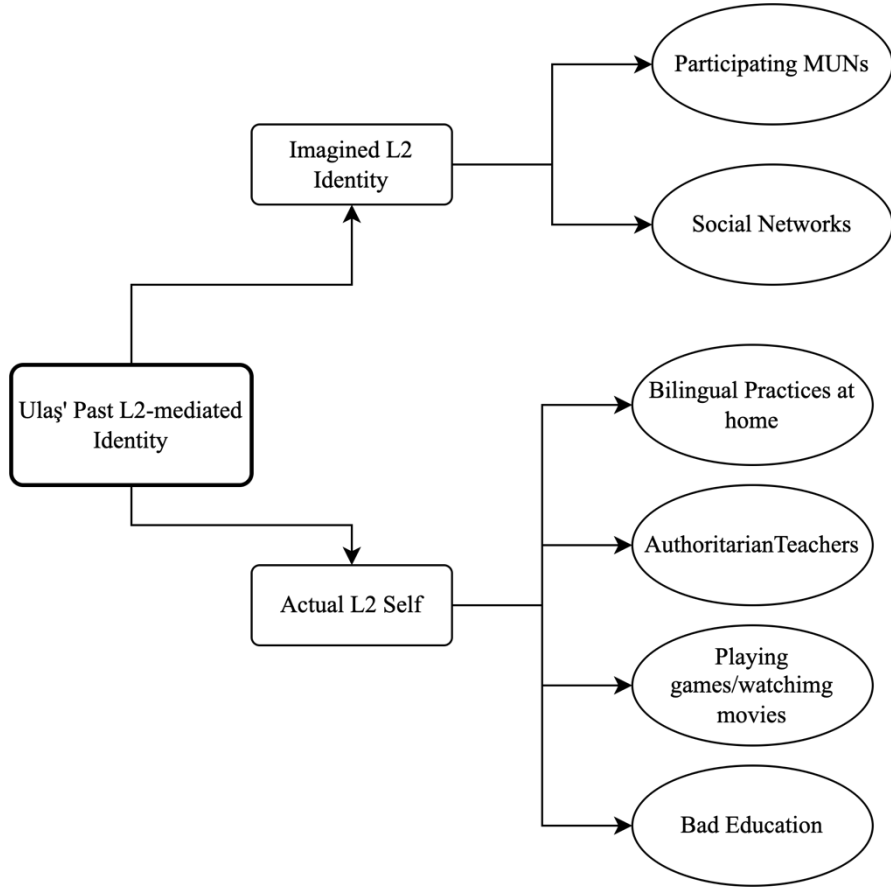 Participating MUNs
Imagined L2
Identity
Social Networks
Ulaş' Past L2-mediated
Identity
Bilingual Practices at
home
AuthoritarianTeachers
Actual L2 Self
Playing
games/watchimg
movies
Bad Education